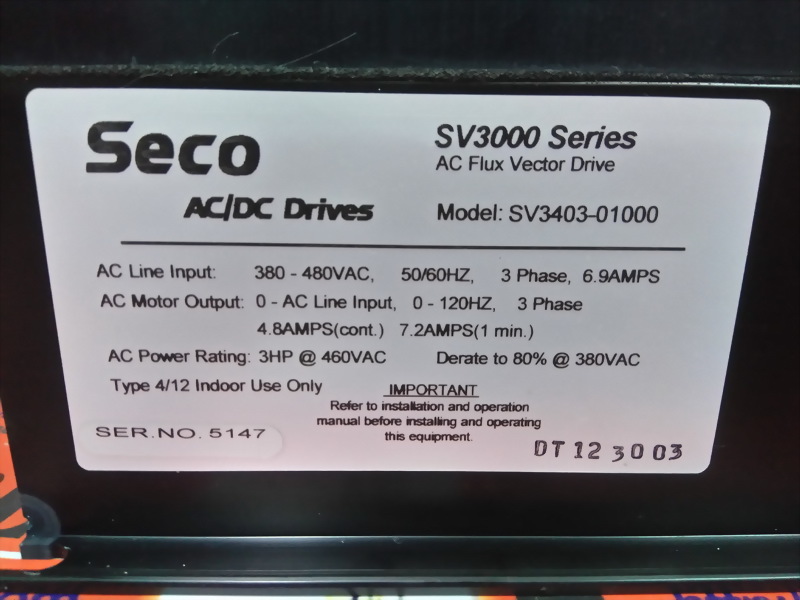 Seco
AC/DC Drives
SV3000 Series
AC Flux Vector Drive
Model: SV3403-01000
AC Line Input: 380 - 480VAC, 50/60HZ, 3 Phase, 6.9AMPS
AC Motor Output: 0 - AC Line Input, 0 - 120HZ, 3 Phase
4.8AMPS(cont.) 7.2AMPS(1 min.)
AC Power Rating: 3HP @ 460VAC Derate to 80% @ 380VAC
Type 4/12 Indoor Use Only
IMPORTANT
Refer to installation and operation
manual before installing and operating
this equipment.
SER.NO. 5147
DT 12 30 03